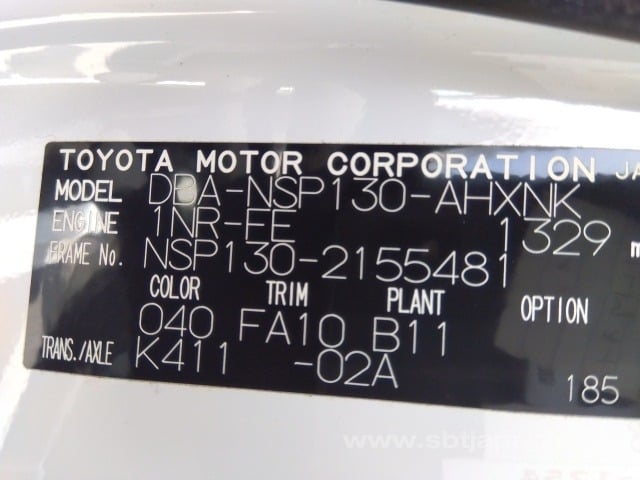 TOYOTA MOTOR CORPORATION JA
MODEL DBA-NSP130-AHXNK
ENGINE 1NR-FE 1329 m
FRAME No. NSP130-2155481
COLOR TRIM PLANT OPTION
040 FA10 B11
TRANS./AXLE K411 -02A
185
www.sbtjap